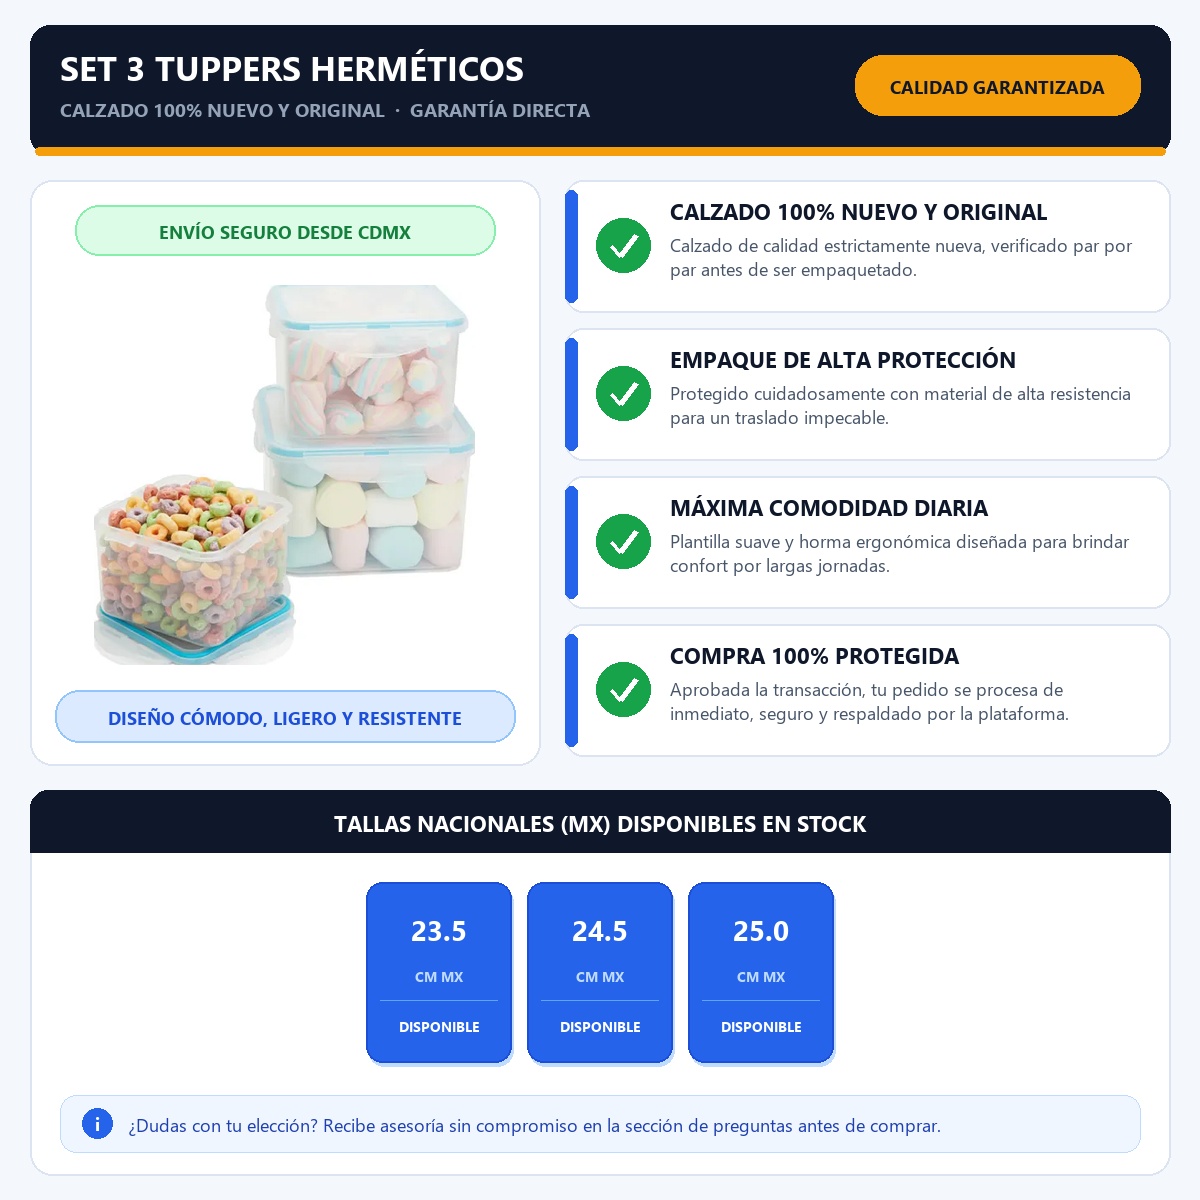 SET 3 TUPPERS HERMÉTICOS
CALZADO 100% NUEVO Y ORIGINAL · GARANTÍA DIRECTA
CALIDAD GARANTIZADA
ENVÍO SEGURO DESDE CDMX
DISEÑO CÓMODO, LIGERO Y RESISTENTE
CALZADO 100% NUEVO Y ORIGINAL
Calzado de calidad estrictamente nueva, verificado par por
par antes de ser empaquetado.
EMPAQUE DE ALTA PROTECCIÓN
Protegido cuidadosamente con material de alta resistencia
para un traslado impecable.
MÁXIMA COMODIDAD DIARIA
Plantilla suave y horma ergonómica diseñada para brindar
confort por largas jornadas.
COMPRA 100% PROTEGIDA
Aprobada la transacción, tu pedido se procesa de
inmediato, seguro y respaldado por la plataforma.
TALLAS NACIONALES (MX) DISPONIBLES EN STOCK
23.5
CM MX
DISPONIBLE
24.5
CM MX
DISPONIBLE
25.0
CM MX
DISPONIBLE
¿Dudas con tu elección? Recibe asesoría sin compromiso en la sección de preguntas antes de comprar.